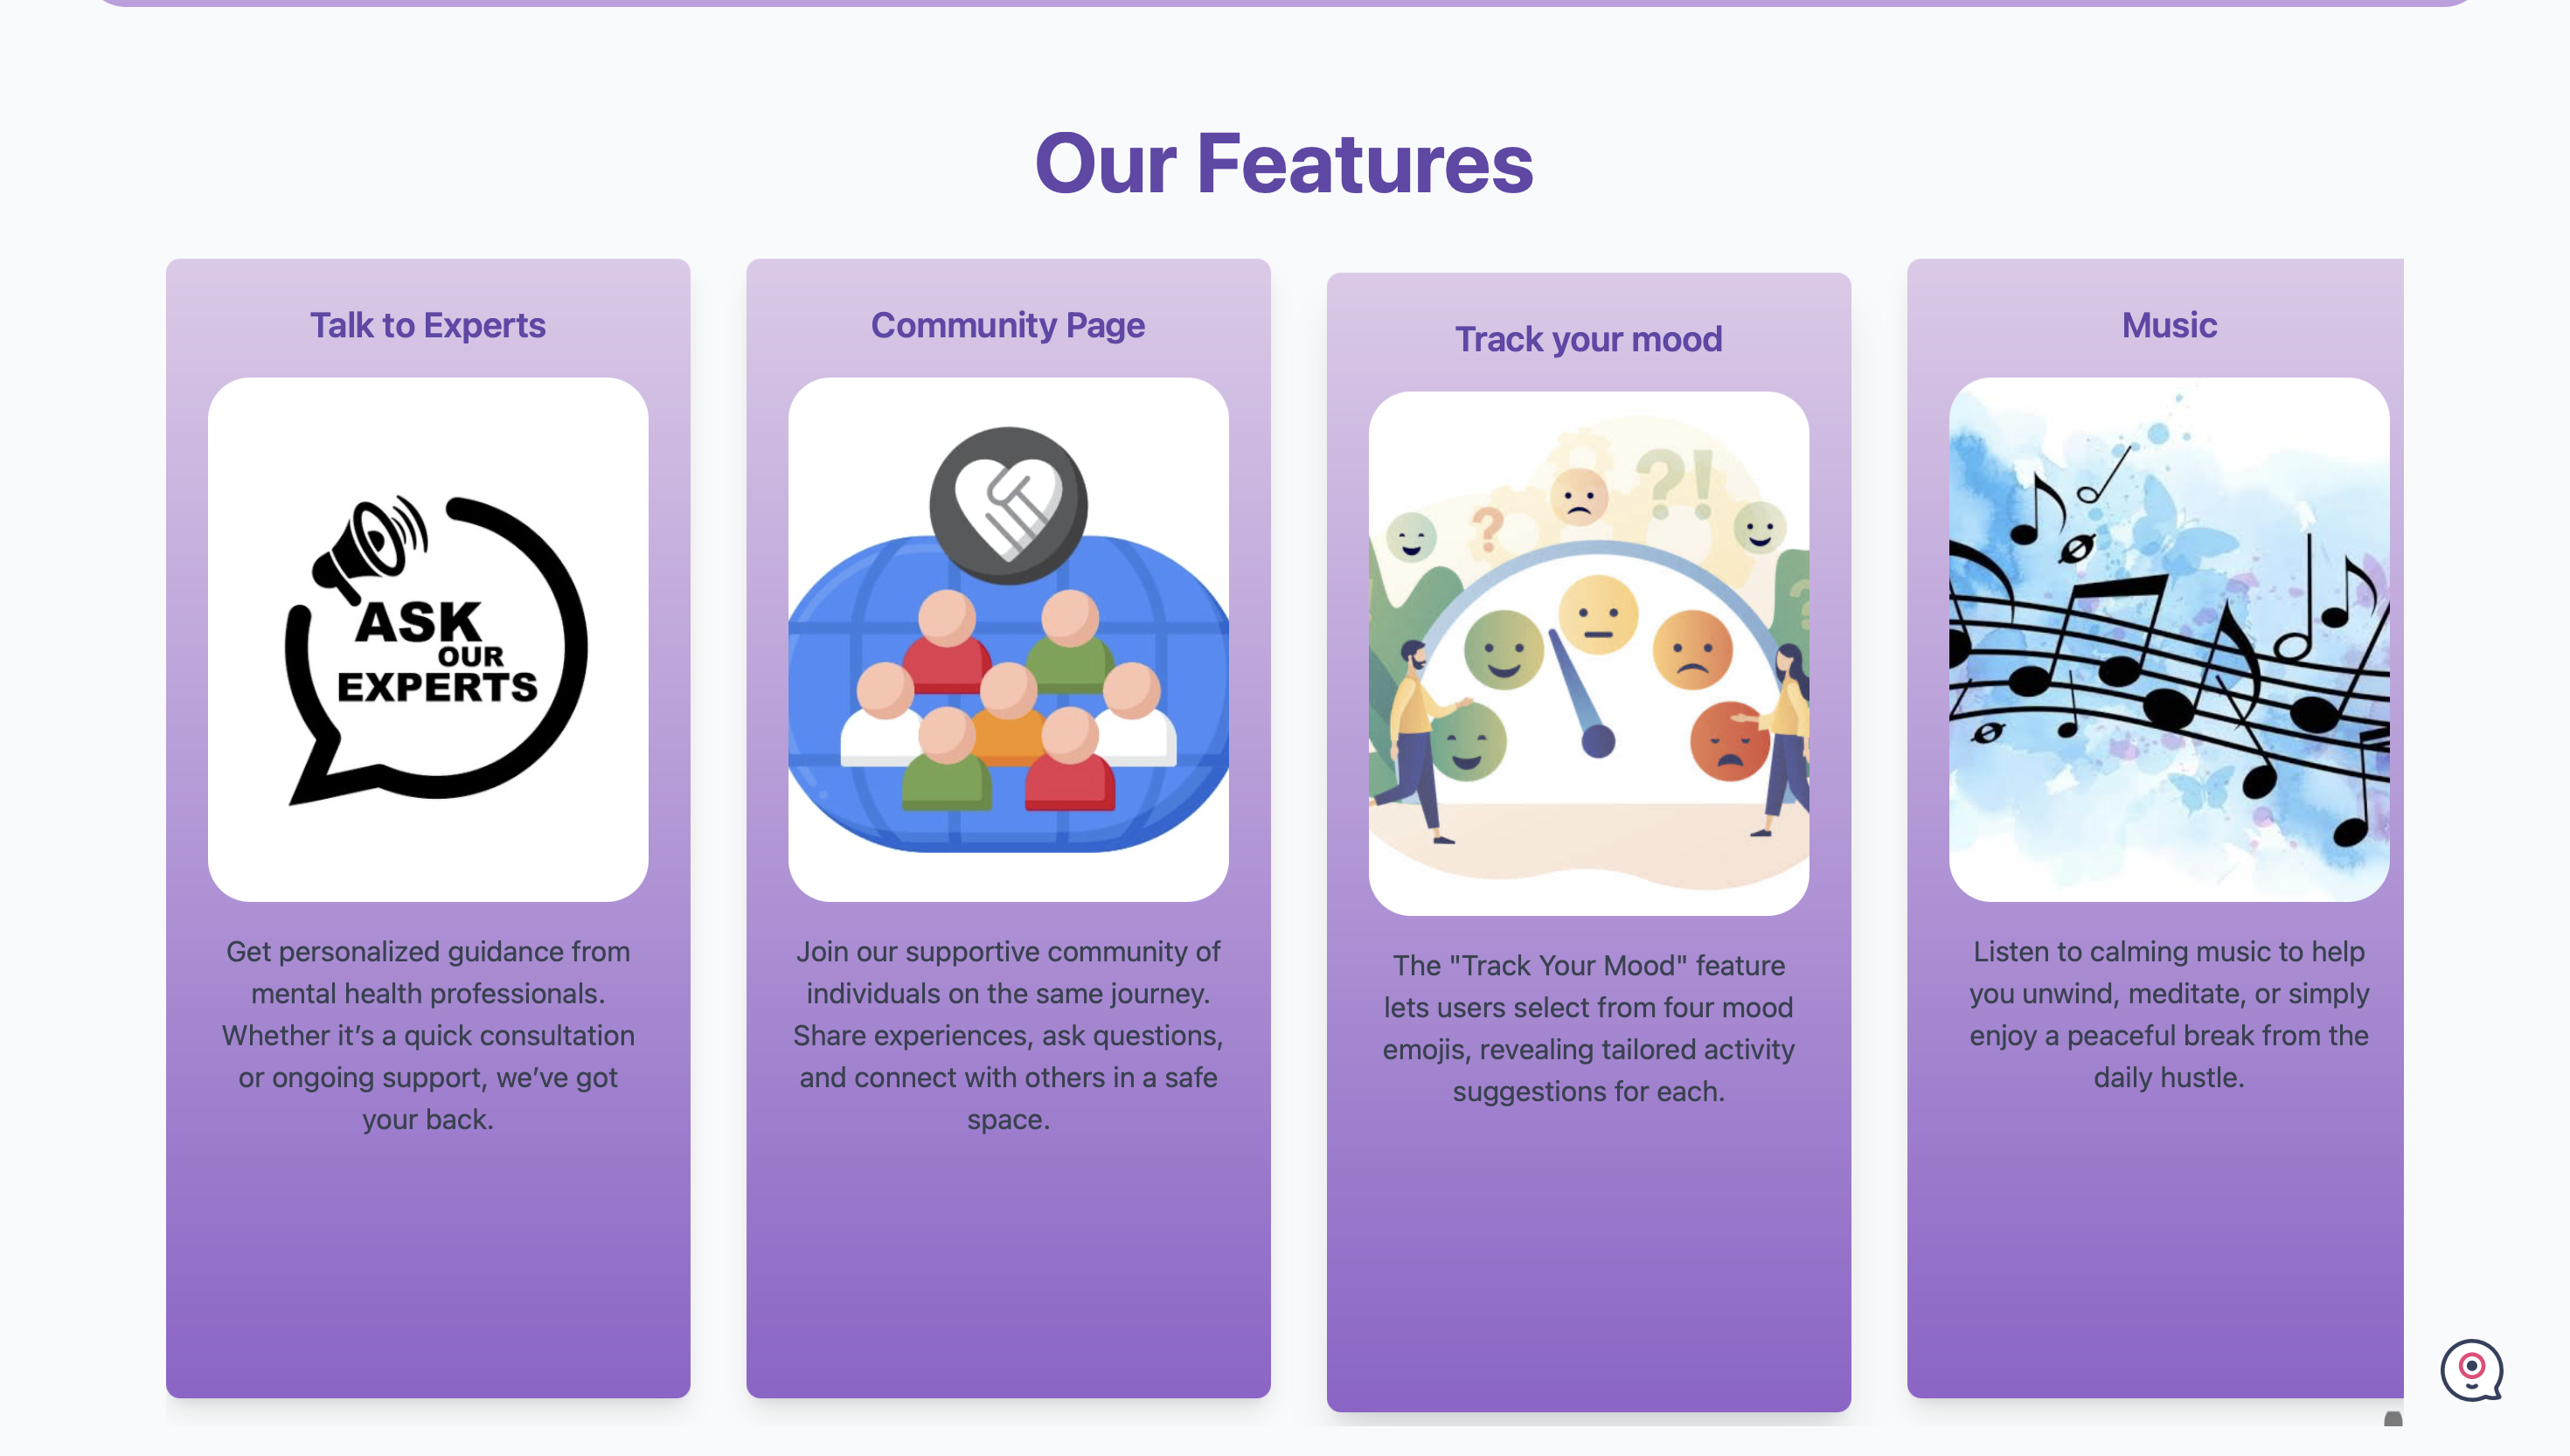 Our Features
Talk to Experts
ASK
OUR
EXPERTS
Get personalized guidance from
mental health professionals.
Whether it’s a quick consultation
or ongoing support, we’ve got
your back.
Community Page
Join our supportive community of
individuals on the same journey.
Share experiences, ask questions,
and connect with others in a safe
space.
Track your mood
?
?!
?
The "Track Your Mood" feature
lets users select from four mood
emojis, revealing tailored activity
suggestions for each.
Music
Listen to calming music to help
you unwind, meditate, or simply
enjoy a peaceful break from the
daily hustle.